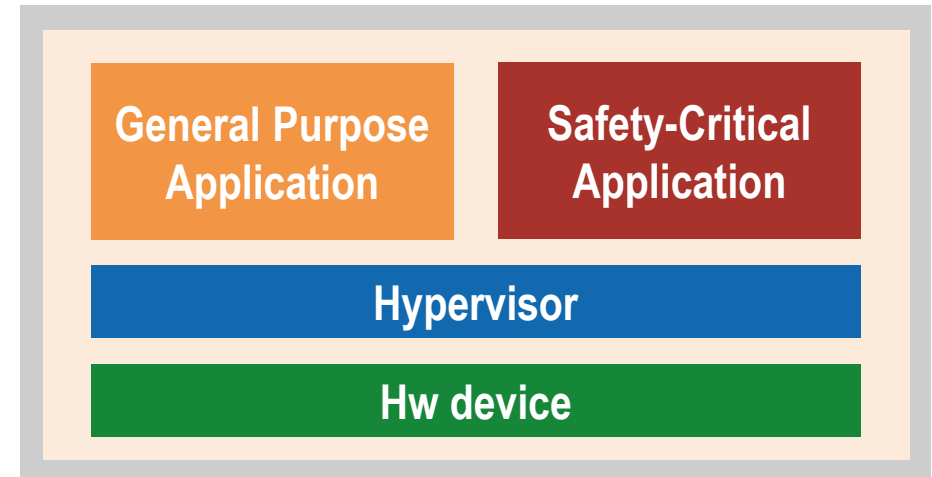 General Purpose
Application
Safety-Critical
Application
Hypervisor
Hw device